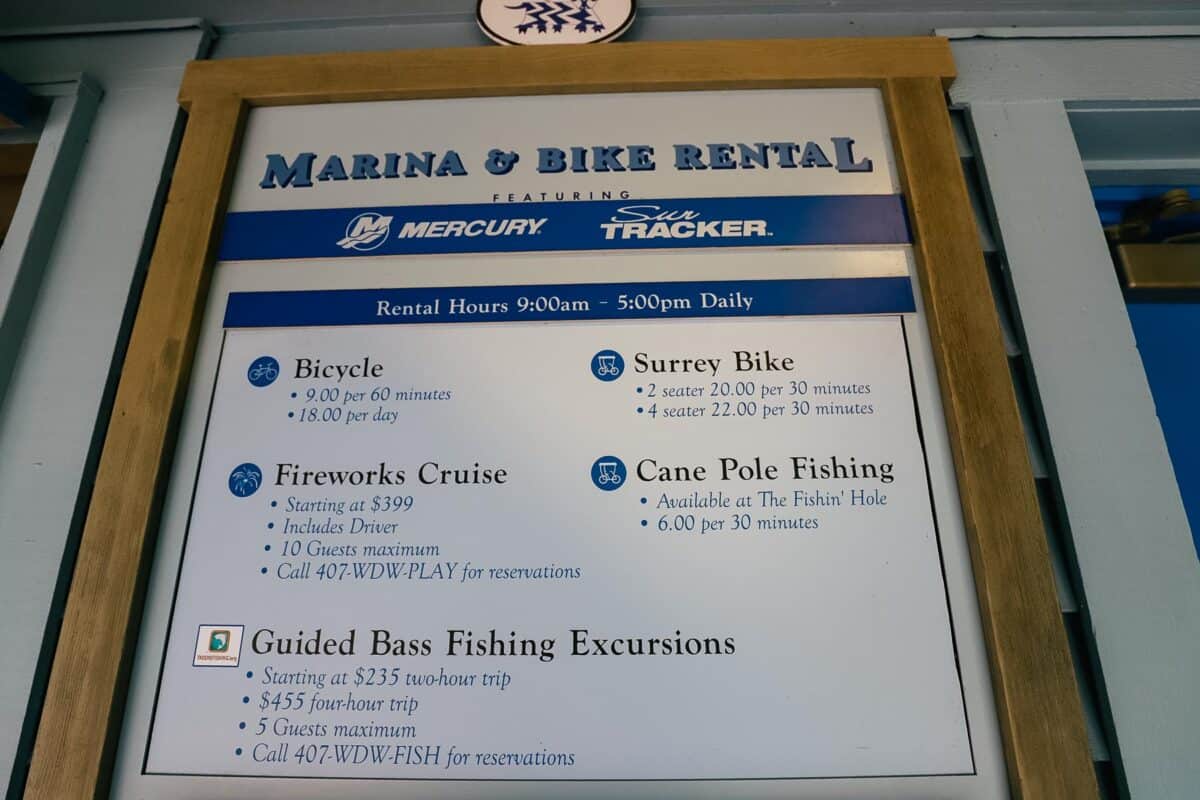 MARINA & BIKE RENTAL
FEATURING
MERCURY
Sun
TRACKER™
Rental Hours 9:00am – 5:00pm Daily
Bicycle
• 9.00 per 60 minutes
• 18.00 per day
Surrey Bike
• 2 seater 20.00 per 30 minutes
• 4 seater 22.00 per 30 minutes
Fireworks Cruise
• Starting at $399
• Includes Driver
• 10 Guests maximum
• Call 407-WDW-PLAY for reservations
Cane Pole Fishing
• Available at The Fishin' Hole
• 6.00 per 30 minutes
Guided Bass Fishing Excursions
• Starting at $235 two-hour trip
• $455 four-hour trip
• 5 Guests maximum
• Call 407-WDW-FISH for reservations